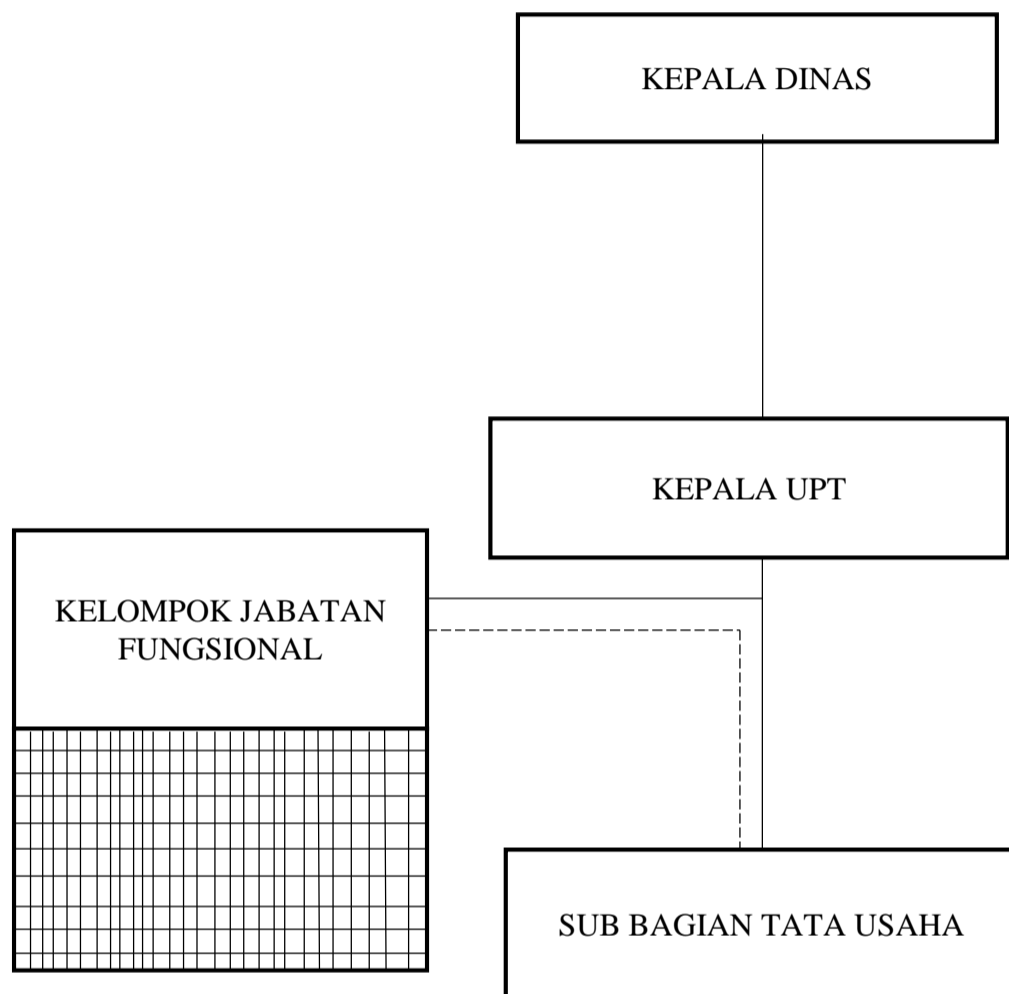 KEPALA DINAS
KEPALA UPT
KELOMPOK JABATAN
FUNGSIONAL
SUB BAGIAN TATA USAHA